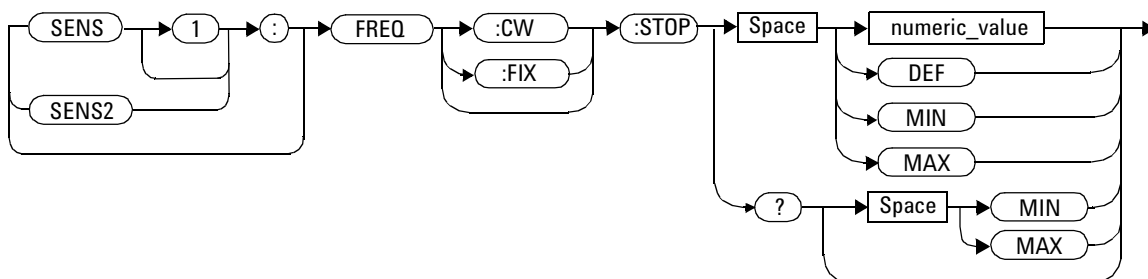 SENS 1 : FREQ :CW :STOP Space numeric_value
:FIX DEF
SENS2 MIN
MAX
? Space MIN
MAX